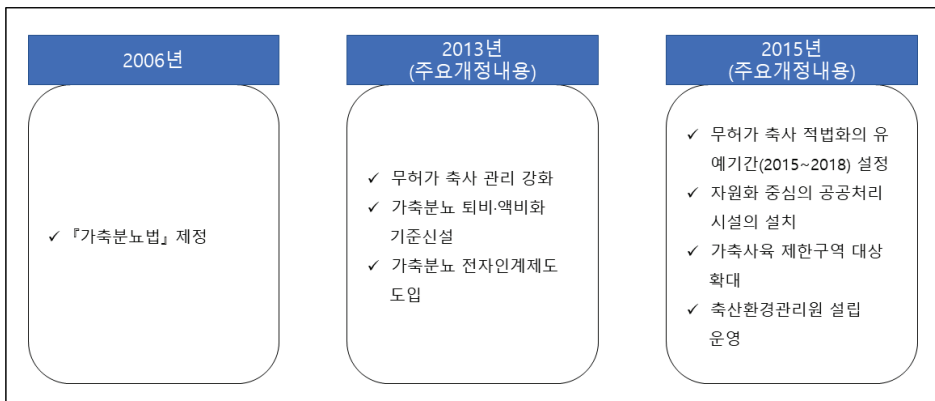 2006년
✓ 『가축분뇨법』 제정
2013년
(주요개정내용)
✓ 무허가 축사 관리 강화
✓ 가축분뇨 퇴비·액비화
기준신설
✓ 가축분뇨 전자인계제도
도입
2015년
(주요개정내용)
✓ 무허가 축사 적법화의 유
예기간(2015~2018) 설정
✓ 자원화 중심의 공공처리
시설의 설치
✓ 가축사육 제한구역 대상
확대
✓ 축산환경관리원 설립
운영